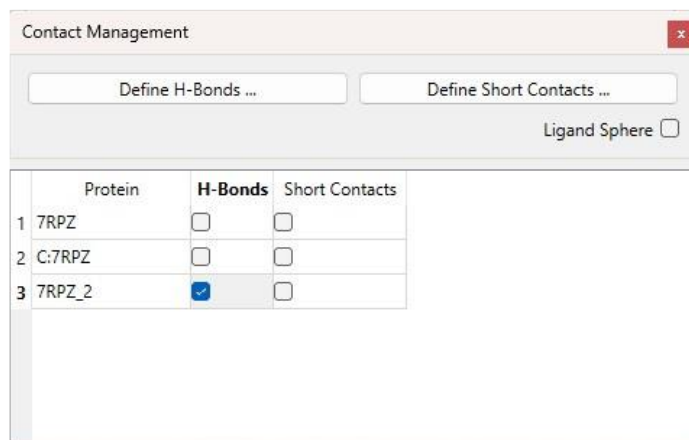 Contact Management
x
Define H-Bonds ... Define Short Contacts ...
Ligand Sphere
Protein H-Bonds Short Contacts
1 7RPZ
2 C:7RPZ
3 7RPZ_2